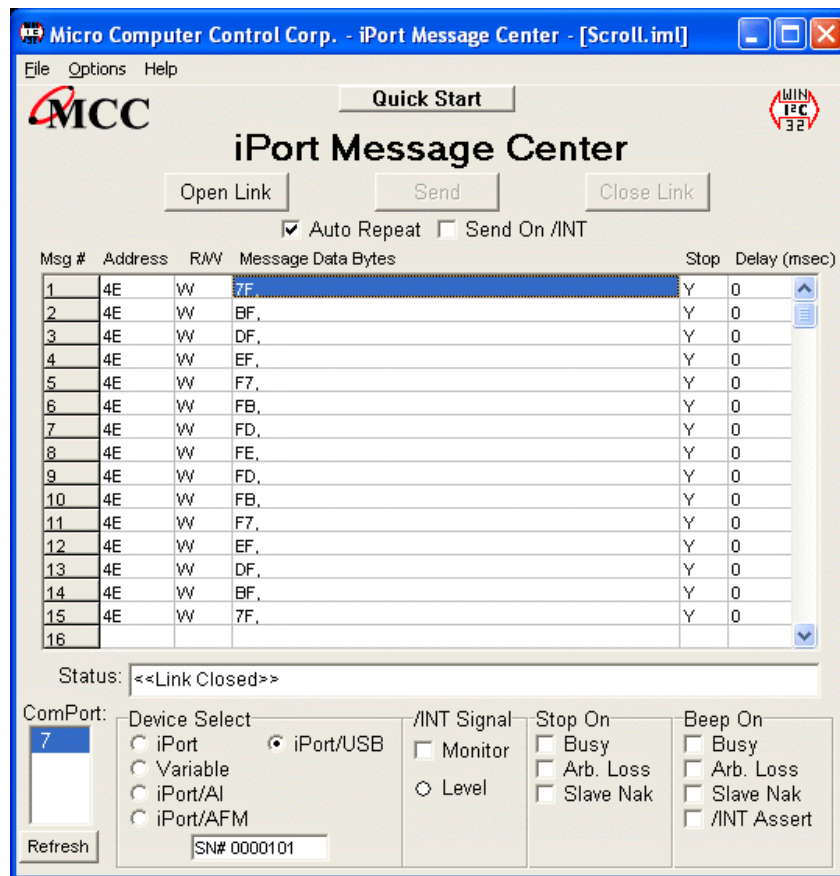 Micro Computer Control Corp. - iPort Message Center - [Scroll.iml]
File Options Help
MCC
Quick Start
WIN
I²C
32
iPort Message Center
Open Link Send Close Link
Auto Repeat Send On /INT
Msg # Address R/W Message Data Bytes Stop Delay (msec)
1 4E W 7F, Y 0
2 4E W BF, Y 0
3 4E W DF, Y 0
4 4E W EF, Y 0
5 4E W F7, Y 0
6 4E W FB, Y 0
7 4E W FD, Y 0
8 4E W FE, Y 0
9 4E W FD, Y 0
10 4E W FB, Y 0
11 4E W F7, Y 0
12 4E W EF, Y 0
13 4E W DF, Y 0
14 4E W BF, Y 0
15 4E W 7F, Y 0
16
Status: <<Link Closed>>
ComPort:
7
Refresh
Device Select
iPort iPort/USB
Variable
iPort/AI
iPort/AFM
SN# 0000101
/INT Signal
Monitor
Level
Stop On
Busy
Arb. Loss
Slave Nak
Beep On
Busy
Arb. Loss
Slave Nak
/INT Assert